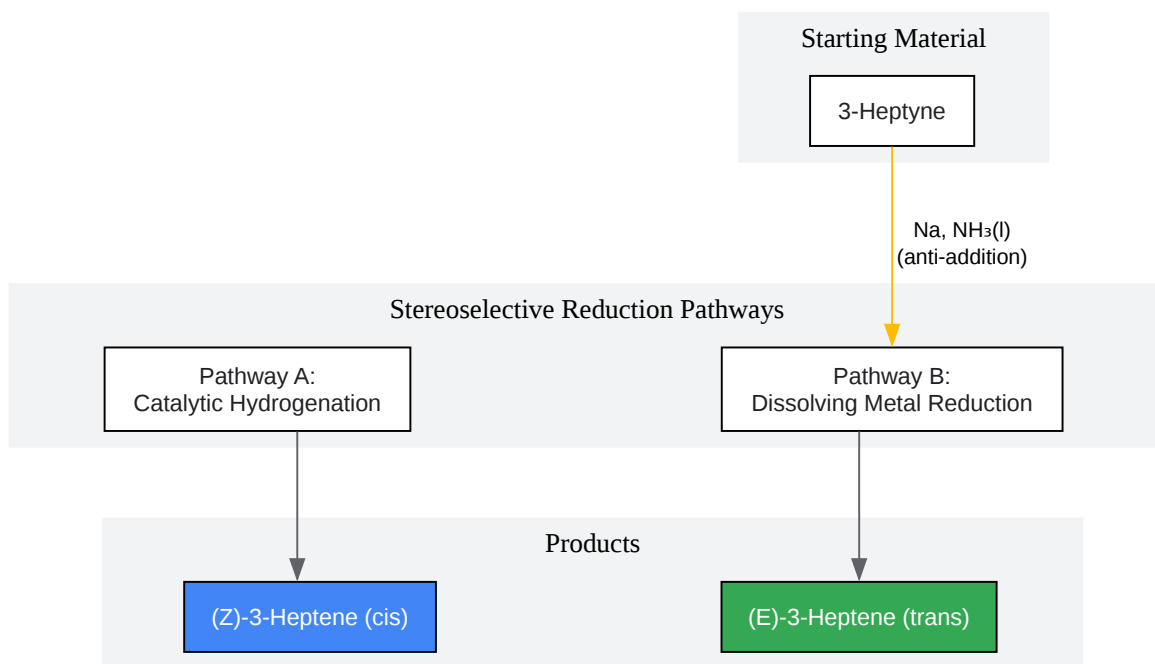 Starting Material
3-Heptyne
Na, NH₃(l)
(anti-addition)
Stereoselective Reduction Pathways
Pathway A:
Catalytic Hydrogenation
Pathway B:
Dissolving Metal Reduction
Products
(Z)-3-Heptene (cis)
(E)-3-Heptene (trans)